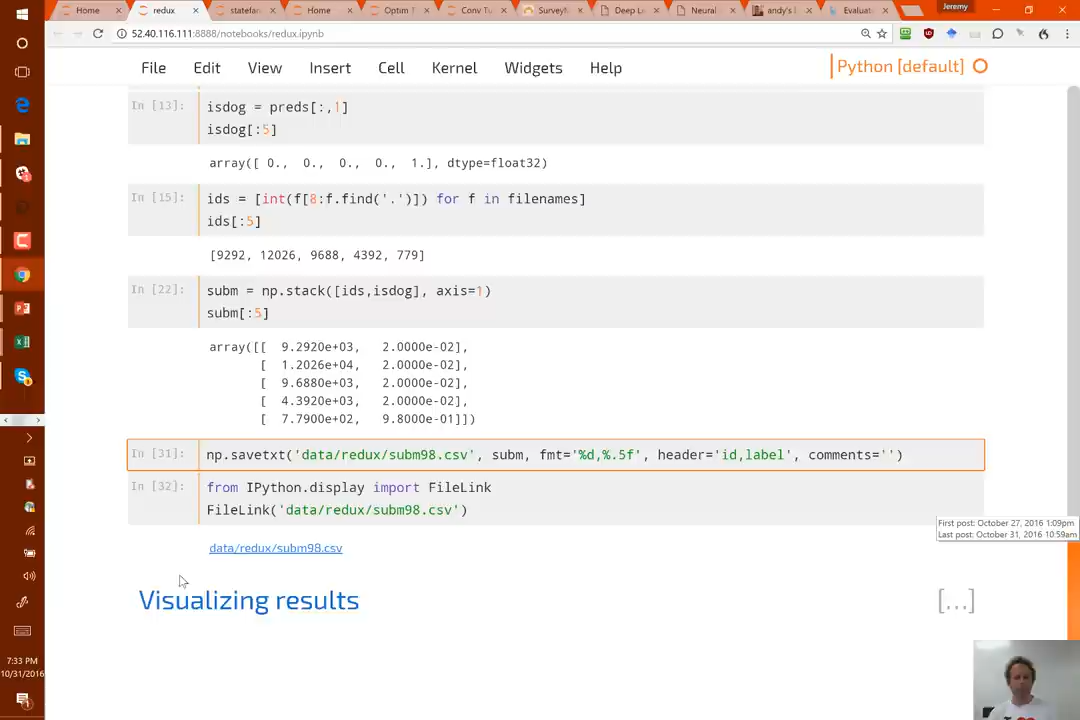 redux
statefar
Home
Home
Optim F
Conv Tu
SurveyM
Deep Le
Neural
andy's b
Evaluat
Jeremy
52.40.116.111:8888/notebooks/redux.ipynb
File Edit View Insert Cell Kernel Widgets Help
Python [default]
In [13]: isdog = preds[:,1]
isdog[:5]
array([ 0., 0., 0., 0., 1.], dtype=float32)
In [15]: ids = [int(f[8:f.find('.')]) for f in filenames]
ids[:5]
[9292, 12026, 9688, 4392, 779]
In [22]: subm = np.stack([ids,isdog], axis=1)
subm[:5]
array([[ 9.2920e+03, 2.0000e-02],
[ 1.2026e+04, 2.0000e-02],
[ 9.6880e+03, 2.0000e-02],
[ 4.3920e+03, 2.0000e-02],
[ 7.7900e+02, 9.8000e-01]])
In [31]: np.savetxt('data/redux/subm98.csv', subm, fmt='%d,%.5f', header='id,label', comments='')
In [32]: from IPython.display import FileLink
FileLink('data/redux/subm98.csv')
First post: October 27, 2016 1:09pm
Last post: October 31, 2016 10:59am
data/redux/subm98.csv
Visualizing results
[...]
7:33 PM
10/31/2016